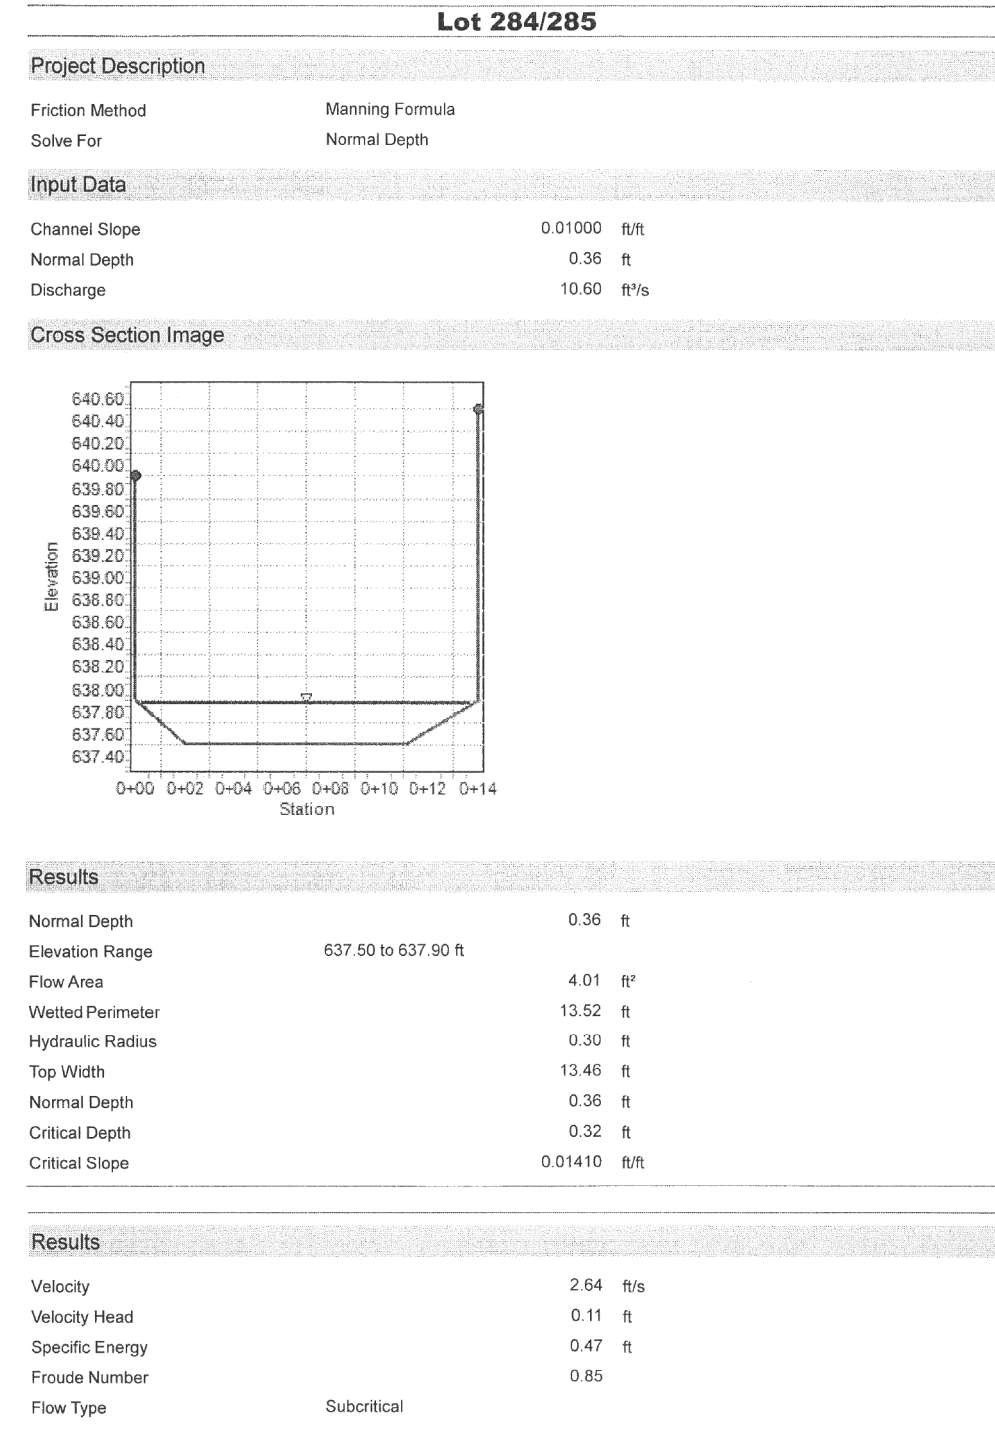 Lot 284/285
Project Description
Friction Method Manning Formula
Solve For Normal Depth
Input Data
Channel Slope 0.01000 ft/ft
Normal Depth 0.36 ft
Discharge 10.60 ft³/s
Cross Section Image
640.60
640.40
640.20
640.00
639.80
639.60
639.40
639.20
639.00
638.80
638.60
638.40
638.20
638.00
637.80
637.60
637.40
Elevation
0+00 0+02 0+04 0+06 0+08 0+10 0+12 0+14
Station
Results
Normal Depth 0.36 ft
Elevation Range 637.50 to 637.90 ft
Flow Area 4.01 ft²
Wetted Perimeter 13.52 ft
Hydraulic Radius 0.30 ft
Top Width 13.46 ft
Normal Depth 0.36 ft
Critical Depth 0.32 ft
Critical Slope 0.01410 ft/ft
Results
Velocity 2.64 ft/s
Velocity Head 0.11 ft
Specific Energy 0.47 ft
Froude Number 0.85
Flow Type Subcritical